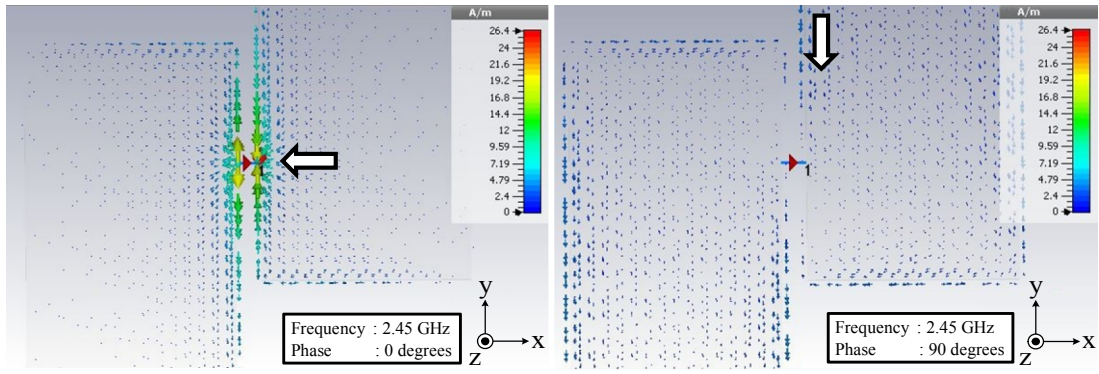 A/m
26.4
24
21.6
19.2
16.8
14.4
12
9.59
7.19
4.79
2.4
0
1
y
x
z
Frequency : 2.45 GHz
Phase : 0 degrees
A/m
26.4
24
21.6
19.2
16.8
14.4
12
9.59
7.19
4.79
2.4
0
1
y
x
z
Frequency : 2.45 GHz
Phase : 90 degrees